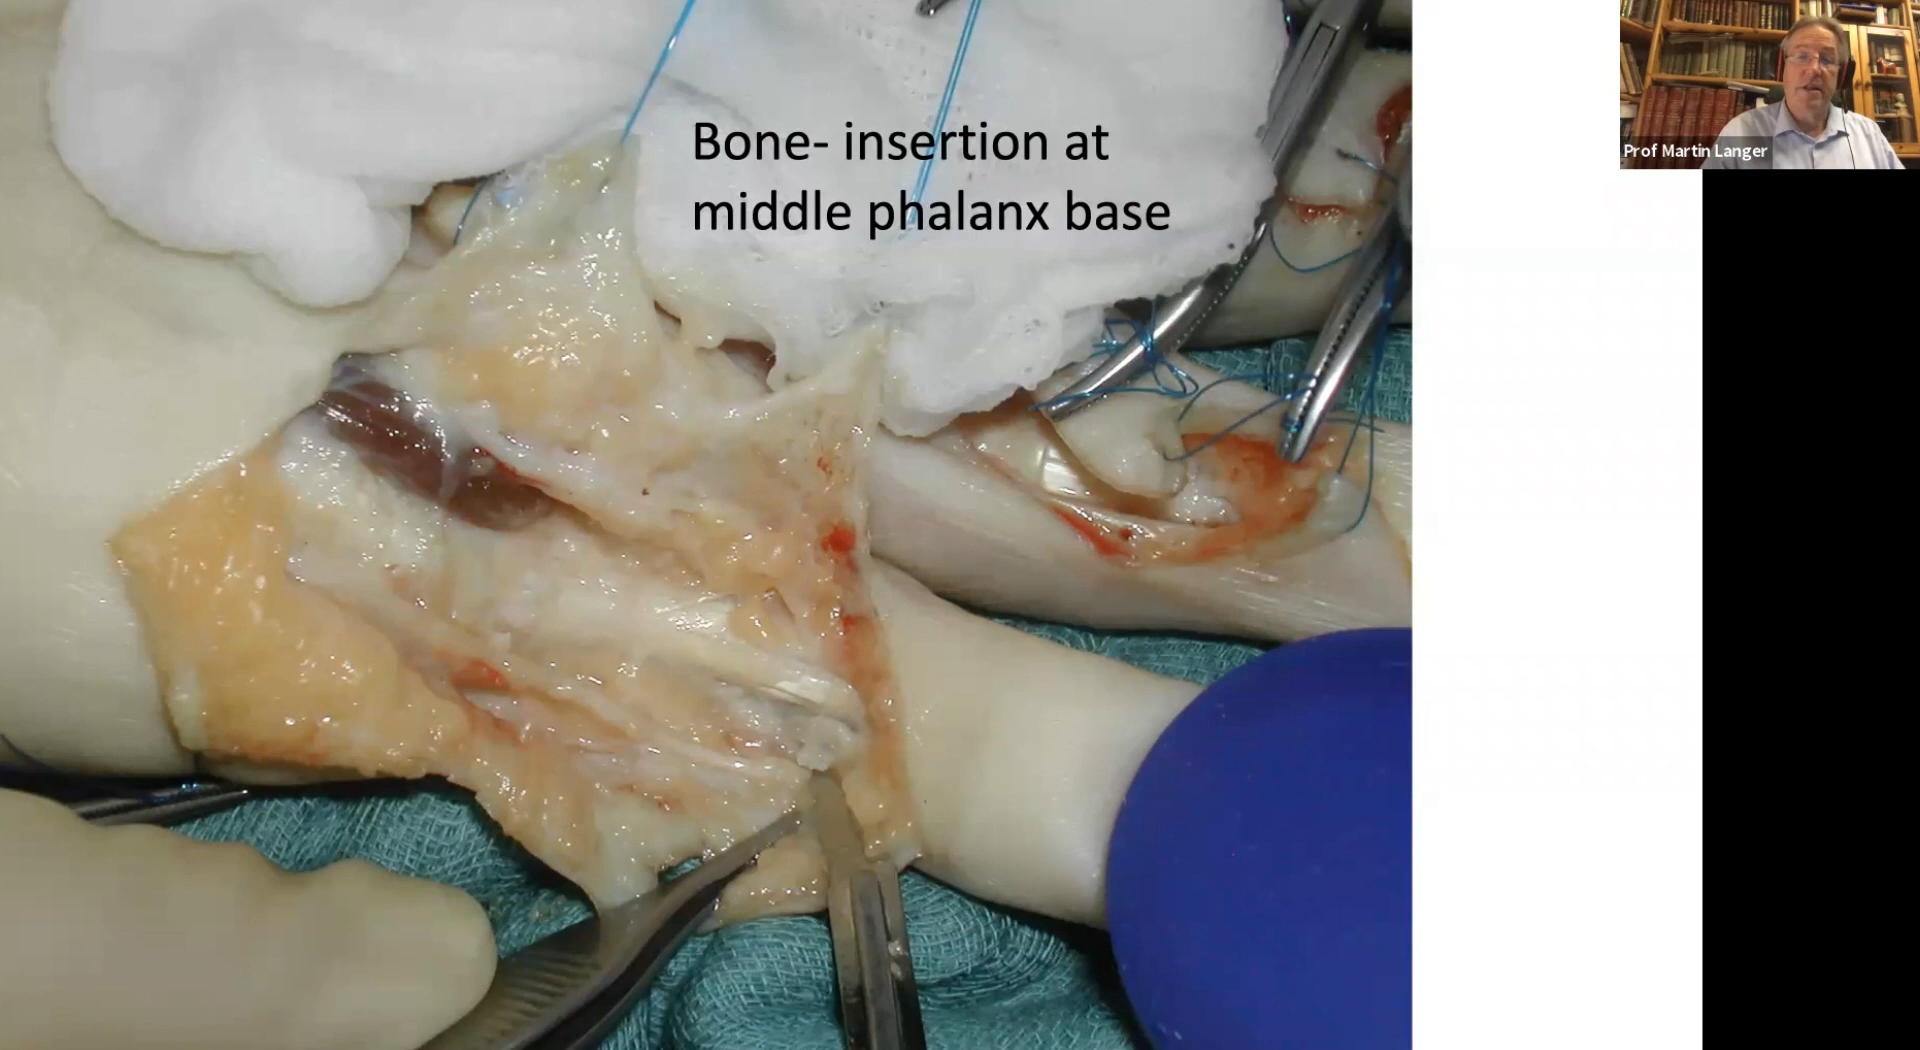 Bone- insertion at
middle phalanx base
Prof Martin Langer